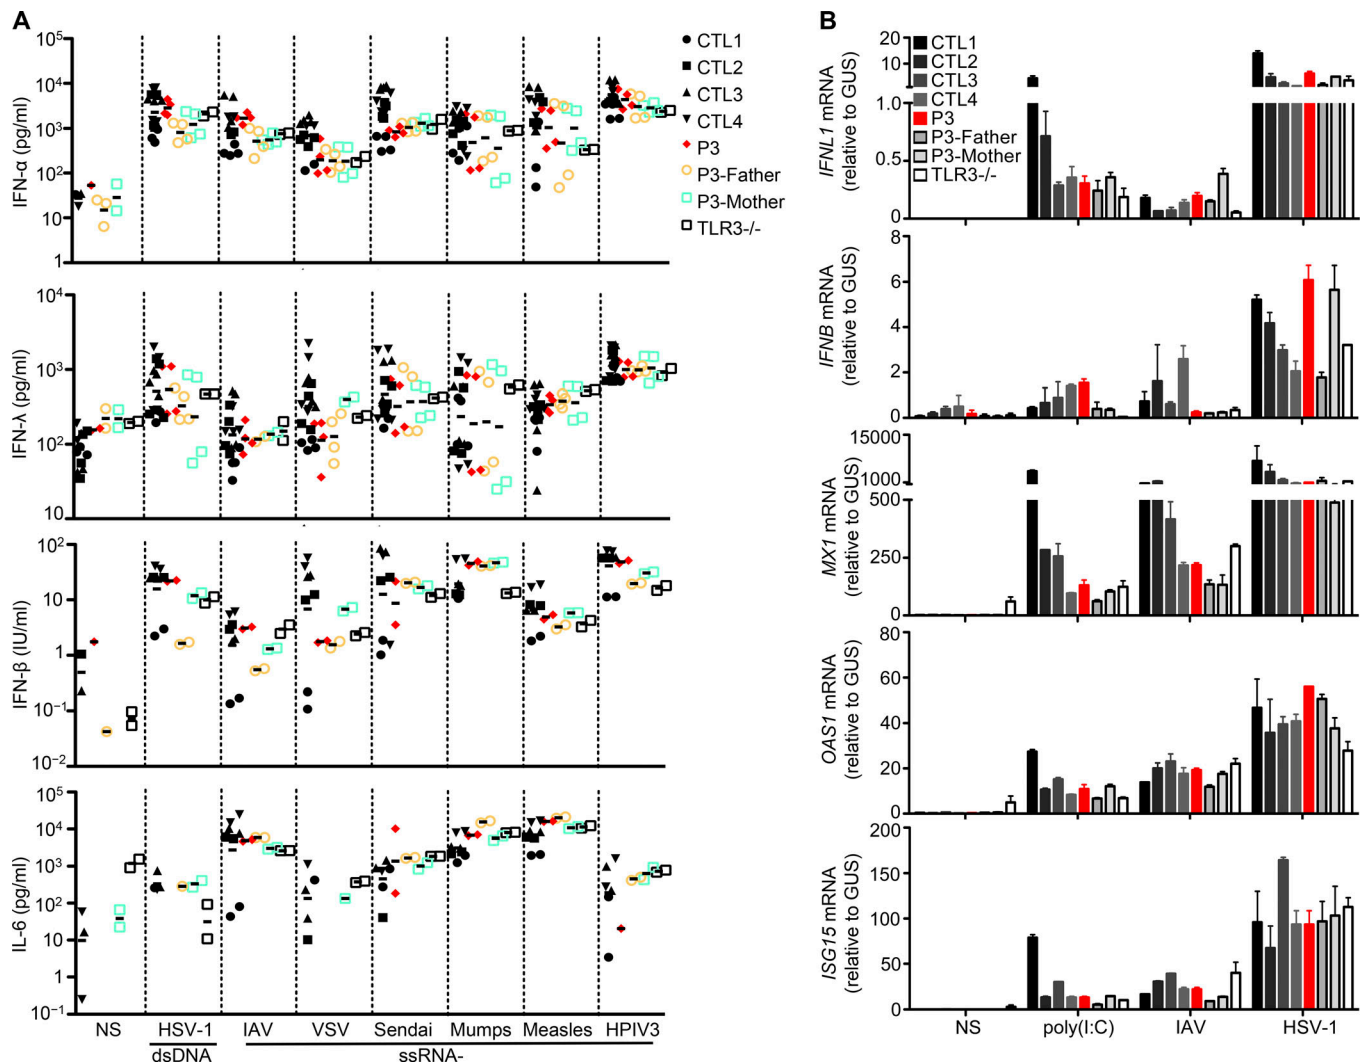 A
IFN-α (pg/ml)
10⁵
10⁴
10³
10²
10
1
CTL1
CTL2
CTL3
CTL4
P3
P3-Father
P3-Mother
TLR3-/-
IFN-λ (pg/ml)
10⁴
10³
10²
10
IFN-β (IU/ml)
10²
10
1
10⁻¹
10⁻²
IL-6 (pg/ml)
10⁶
10⁵
10⁴
10³
10²
10
1
10⁻¹
NS HSV-1 IAV VSV Sendai Mumps Measles HPIV3
dsDNA ssRNA-
B
IFNL1 mRNA
(relative to GUS)
20
10
1.0
0.5
0
CTL1
CTL2
CTL3
CTL4
P3
P3-Father
P3-Mother
TLR3-/-
IFNB mRNA
(relative to GUS)
8
6
4
2
0
MX1 mRNA
(relative to GUS)
15000
1000
500
250
0
OAS1 mRNA
(relative to GUS)
80
60
40
20
0
ISG15 mRNA
(relative to GUS)
200
150
100
50
0
NS poly(I:C) IAV HSV-1